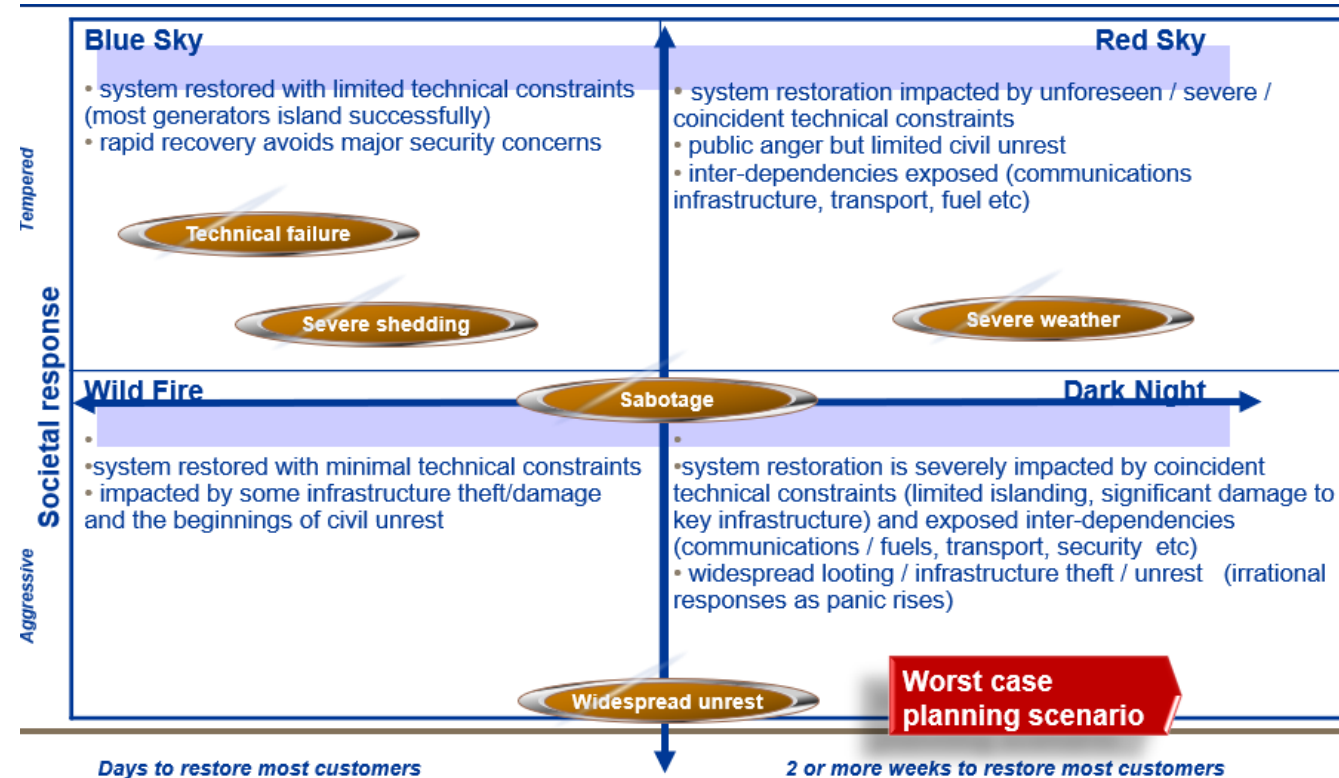 Blue Sky
• system restored with limited technical constraints
(most generators island successfully)
• rapid recovery avoids major security concerns
Technical failure
Severe shedding
Red Sky
• system restoration impacted by unforeseen / severe /
coincident technical constraints
• public anger but limited civil unrest
• inter-dependencies exposed (communications
infrastructure, transport, fuel etc)
Severe weather
Tempered
Societal response
Aggressive
Sabotage
Wild Fire
•
•system restored with minimal technical constraints
• impacted by some infrastructure theft/damage
and the beginnings of civil unrest
Dark Night
•
•system restoration is severely impacted by coincident
technical constraints (limited islanding, significant damage to
key infrastructure) and exposed inter-dependencies
(communications / fuels, transport, security etc)
• widespread looting / infrastructure theft / unrest (irrational
responses as panic rises)
Widespread unrest
Worst case
planning scenario
Days to restore most customers
2 or more weeks to restore most customers